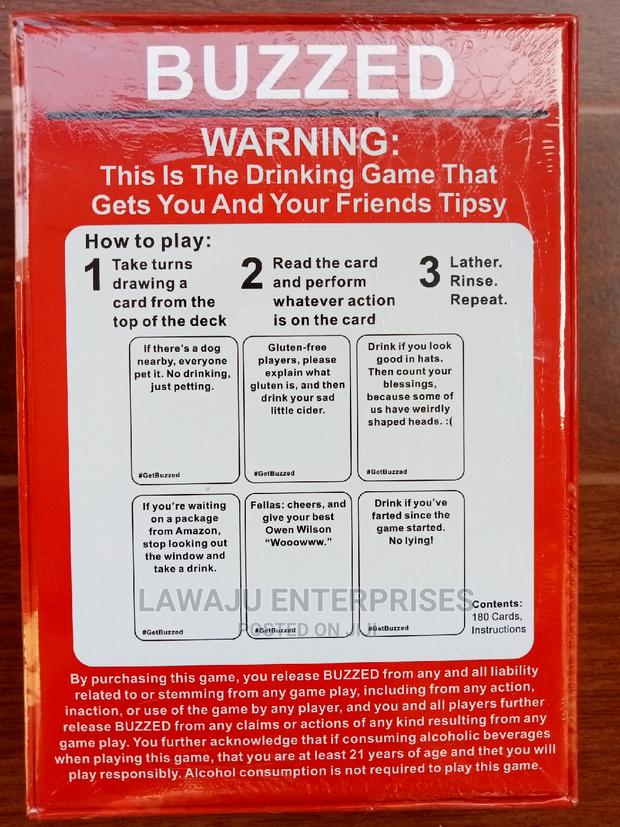 BUZZED
WARNING:
This Is The Drinking Game That
Gets You And Your Friends Tipsy
How to play:
1 Take turns
drawing a
card from the
top of the deck
2 Read the card
and perform
whatever action
is on the card
3 Lather.
Rinse.
Repeat.
If there's a dog
nearby, everyone
pet it. No drinking,
just petting.
#GetBuzzed
Gluten-free
players, please
explain what
gluten is, and then
drink your sad
little cider.
#GetBuzzed
Drink if you look
good in hats.
Then count your
blessings,
because some of
us have weirdly
shaped heads. :(
#GetBuzzed
If you're waiting
on a package
from Amazon,
stop looking out
the window and
take a drink.
#GetBuzzed
Fellas: cheers, and
give your best
Owen Wilson
“Wooowww.”
#GetBuzzed
Drink if you've
farted since the
game started.
No lying!
#GetBuzzed
LAWAJU ENTERPRISES
POSTED ON JIJI
Contents:
180 Cards,
Instructions
By purchasing this game, you release BUZZED from any and all liability
related to or stemming from any game play, including from any action,
inaction, or use of the game by any player, and you and all players further
release BUZZED from any claims or actions of any kind resulting from any
game play. You further acknowledge that if consuming alcoholic beverages
when playing this game, that you are at least 21 years of age and thet you will
play responsibly. Alcohol consumption is not required to play this game.